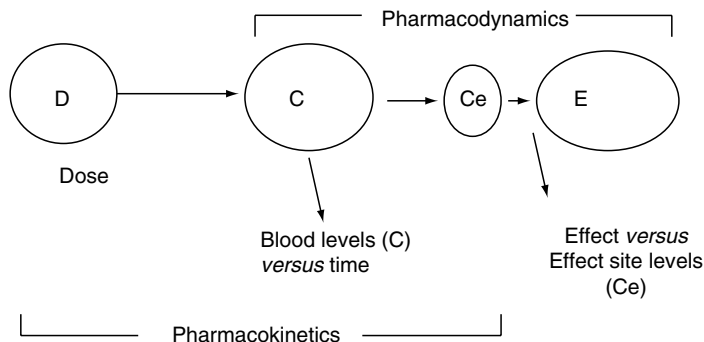 Pharmacodynamics
D
C
Ce
E
Dose
Blood levels (C)
versus time
Effect versus
Effect site levels
(Ce)
Pharmacokinetics